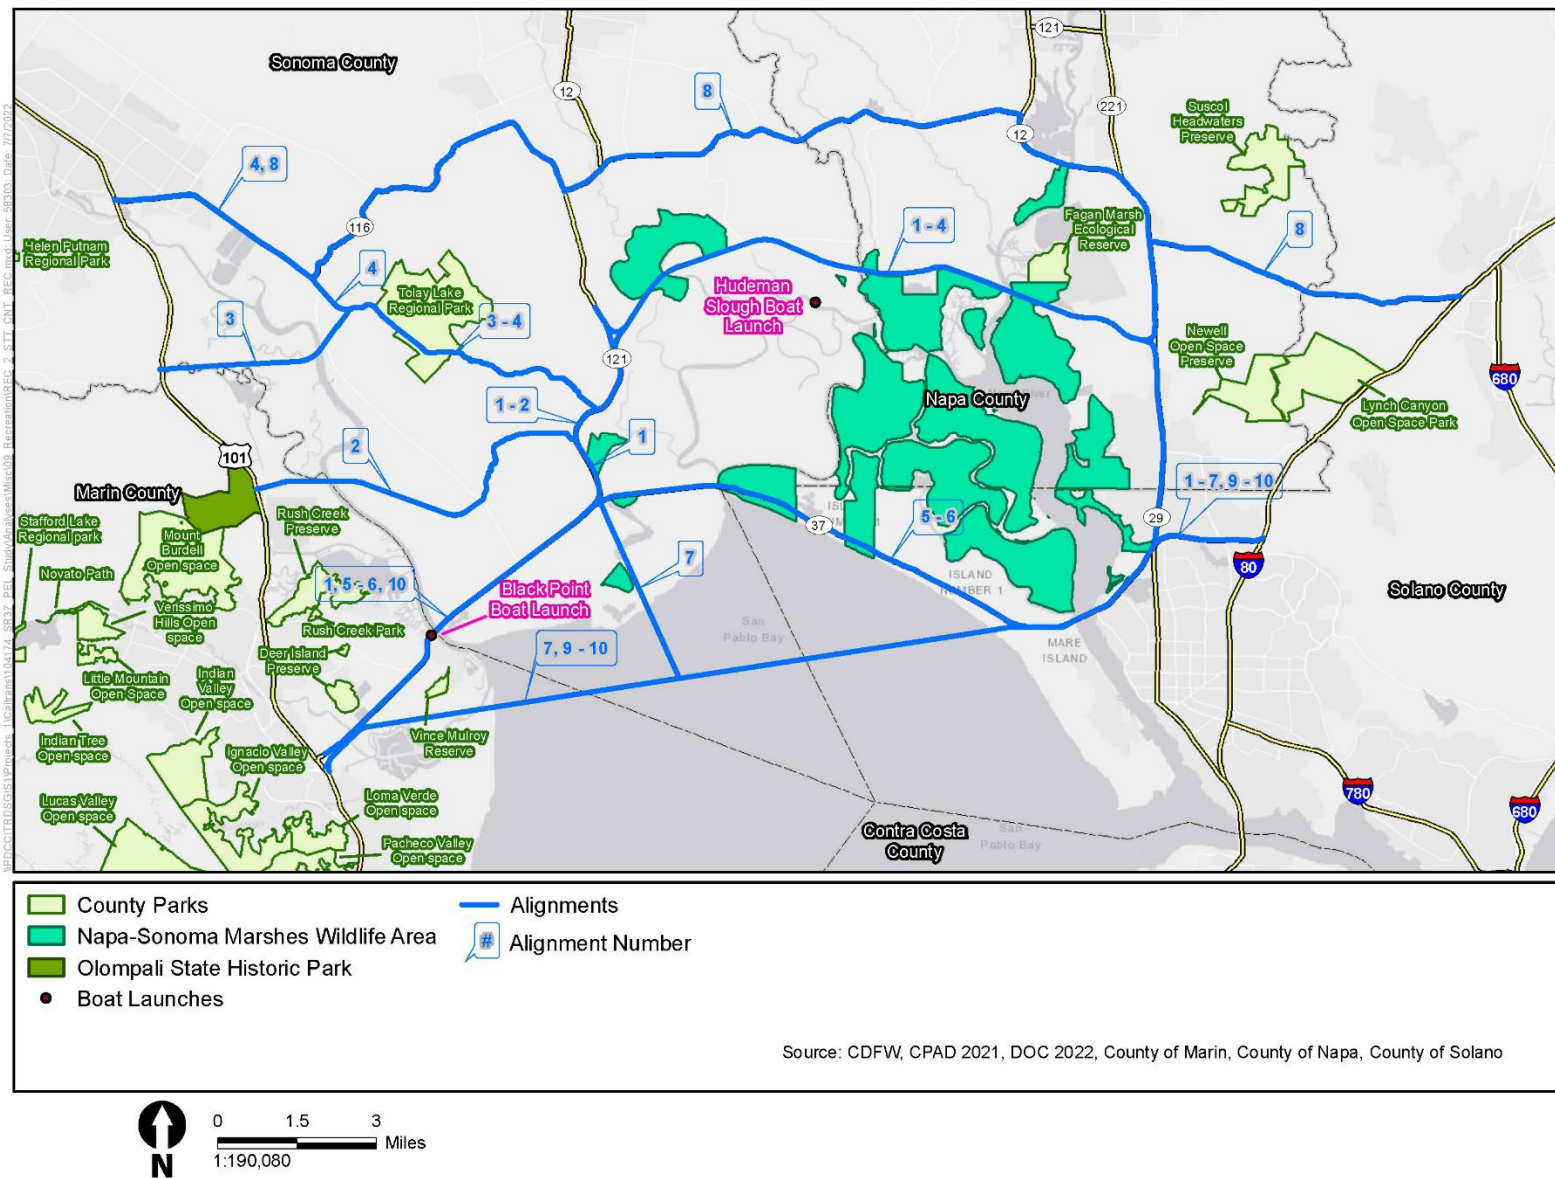 Sonoma County
121
12
8
221
Suscol
Headwaters
Preserve
12
4, 8
116
1 - 4
Fagan Marsh
Ecological
Reserve
8
Helen Putnam
Regional Park
4
Tolay Lake
Regional Park
Hudeman
Slough Boat
Launch
3
3 - 4
Newell
Open Space
Preserve
121
680
Napa County
Lynch Canyon
Open Space Park
1 - 2
1
2
101
Marin County
1 - 7, 9 - 10
Stafford Lake
Regional park
Rush Creek
Preserve
Mount
Burdell
Open space
37
5 - 6
29
Novato Path
1, 5 - 6, 10
Black Point
Boat Launch
7
80
ISLAND
NUMBER 1
Solano County
Verissimo
Hills Open
space
Rush Creek Park
San
Pablo Bay
Deer Island
Preserve
7, 9 - 10
MARE
ISLAND
Little Mountain
Open Space
Indian
Valley
Open space
Indian Tree
Open space
Ignacio Valley
Open space
Vince Mulroy
Reserve
Lucas Valley
Open space
Loma Verde
Open space
780
680
Pacheco Valley
Open space
Contra Costa
County
San
Pablo Bay
County Parks
Napa-Sonoma Marshes Wildlife Area
Olompali State Historic Park
Boat Launches
Alignments
# Alignment Number
Source: CDFW, CPAD 2021, DOC 2022, County of Marin, County of Napa, County of Solano
N
0 1.5 3
Miles
1:190,080